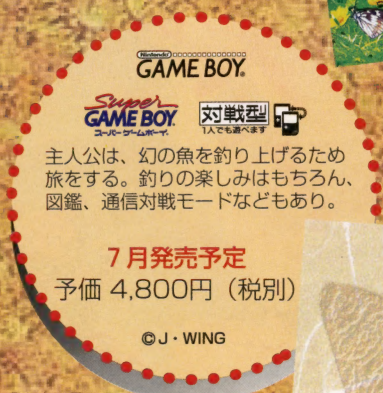 Nintendo
GAME BOY.
Super
GAME BOY.
スーパーゲームボーイ.
対戦型
1人でも遊べます
主人公は、幻の魚を釣り上げるため
旅をする。釣りの楽しみはもちろん、
図鑑、通信対戦モードなどもあり。
7月発売予定
予価 4,800円(税別)
©J・WING